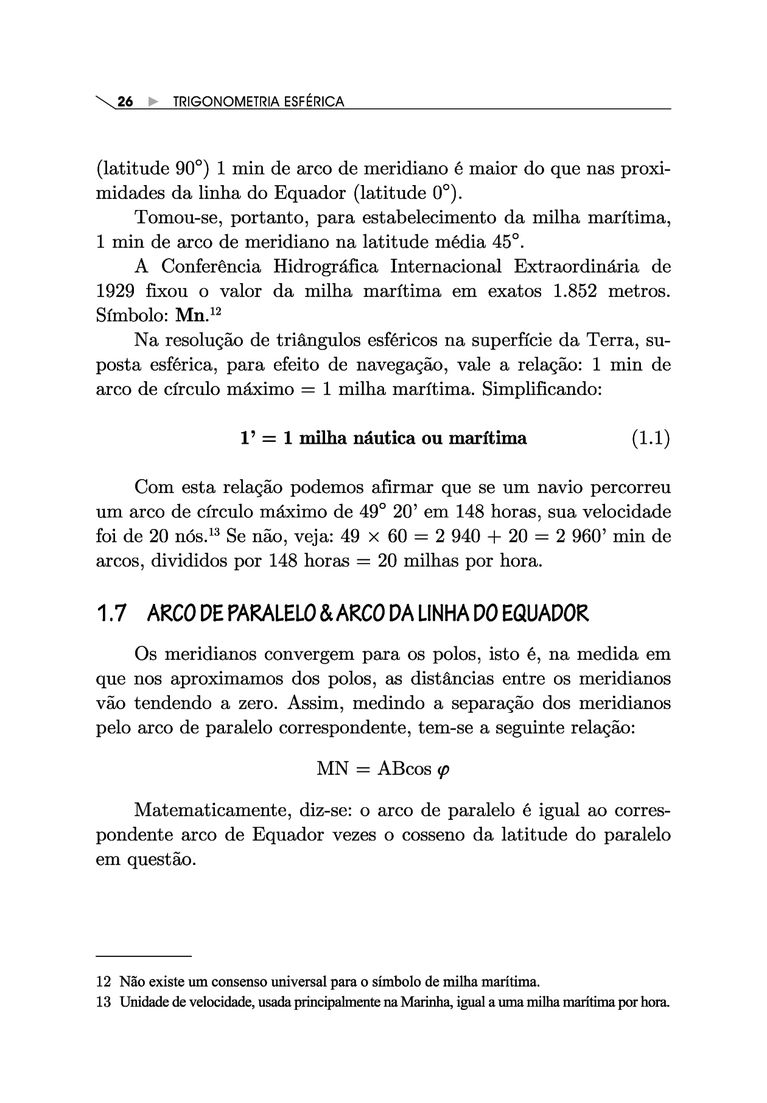 26 ► TRIGONOMETRIA ESFÉRICA
(latitude 90°) 1 min de arco de meridiano é maior do que nas proxi-
midades da linha do Equador (latitude 0°).
Tomou-se, portanto, para estabelecimento da milha marítima,
1 min de arco de meridiano na latitude média 45°.
A Conferência Hidrográfica Internacional Extraordinária de
1929 fixou o valor da milha marítima em exatos 1.852 metros.
Símbolo: Mn.¹²
Na resolução de triângulos esféricos na superfície da Terra, su-
posta esférica, para efeito de navegação, vale a relação: 1 min de
arco de círculo máximo = 1 milha marítima. Simplificando:
1’ = 1 milha náutica ou marítima (1.1)
Com esta relação podemos afirmar que se um navio percorreu
um arco de círculo máximo de 49° 20’ em 148 horas, sua velocidade
foi de 20 nós.¹³ Se não, veja: 49 × 60 = 2 940 + 20 = 2 960’ min de
arcos, divididos por 148 horas = 20 milhas por hora.
1.7 ARCO DE PARALELO & ARCO DA LINHA DO EQUADOR
Os meridianos convergem para os polos, isto é, na medida em
que nos aproximamos dos polos, as distâncias entre os meridianos
vão tendendo a zero. Assim, medindo a separação dos meridianos
pelo arco de paralelo correspondente, tem-se a seguinte relação:
MN = ABcos φ
Matematicamente, diz-se: o arco de paralelo é igual ao corres-
pondente arco de Equador vezes o cosseno da latitude do paralelo
em questão.
12 Não existe um consenso universal para o símbolo de milha marítima.
13 Unidade de velocidade, usada principalmente na Marinha, igual a uma milha marítima por hora.